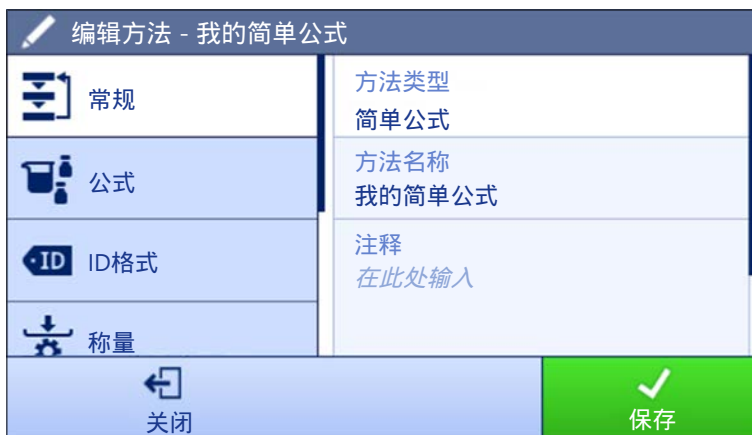 编辑方法 - 我的简单公式
常规
公式
ID
ID格式
称量
方法类型
简单公式
方法名称
我的简单公式
注释
在此处输入
关闭
保存